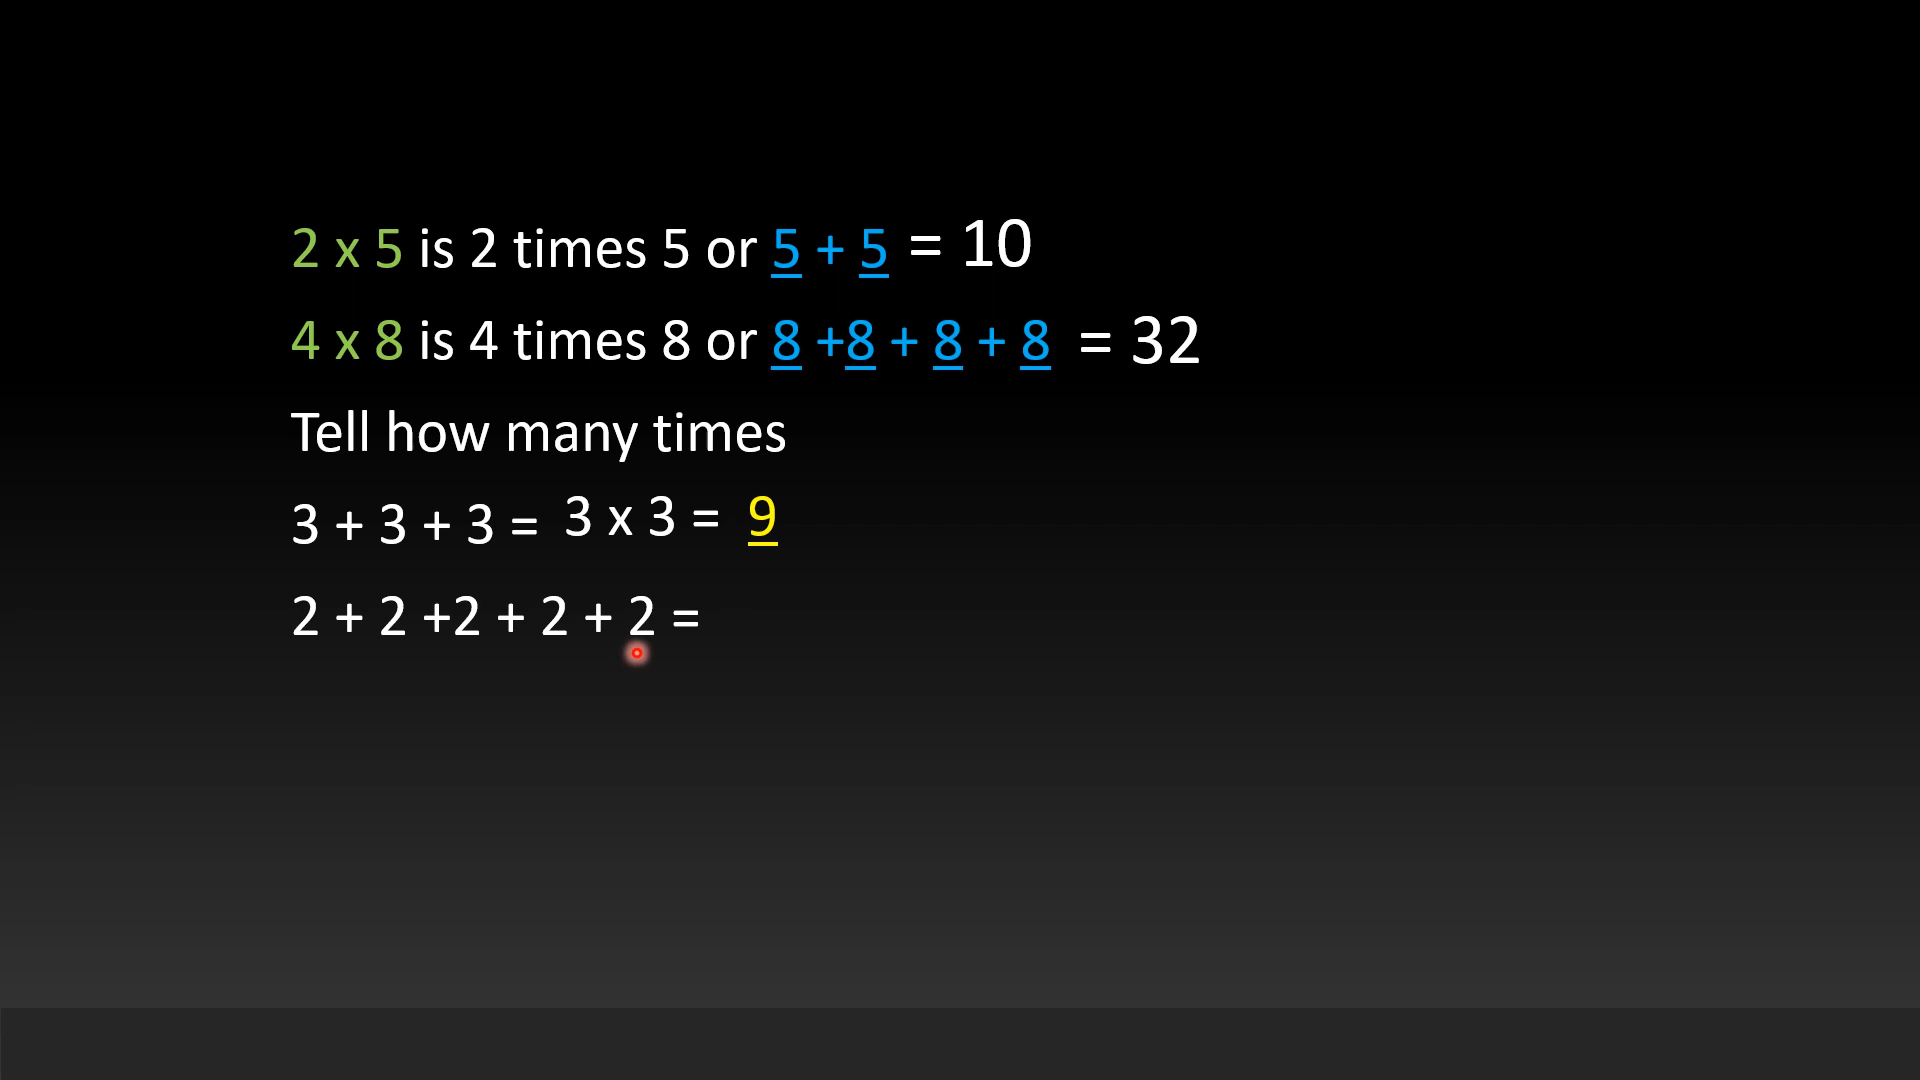 2 x 5 is 2 times 5 or 5 + 5 = 10
4 x 8 is 4 times 8 or 8 +8 + 8 + 8 = 32
Tell how many times
3 + 3 + 3 = 3 x 3 = 9
2 + 2 +2 + 2 + 2 =